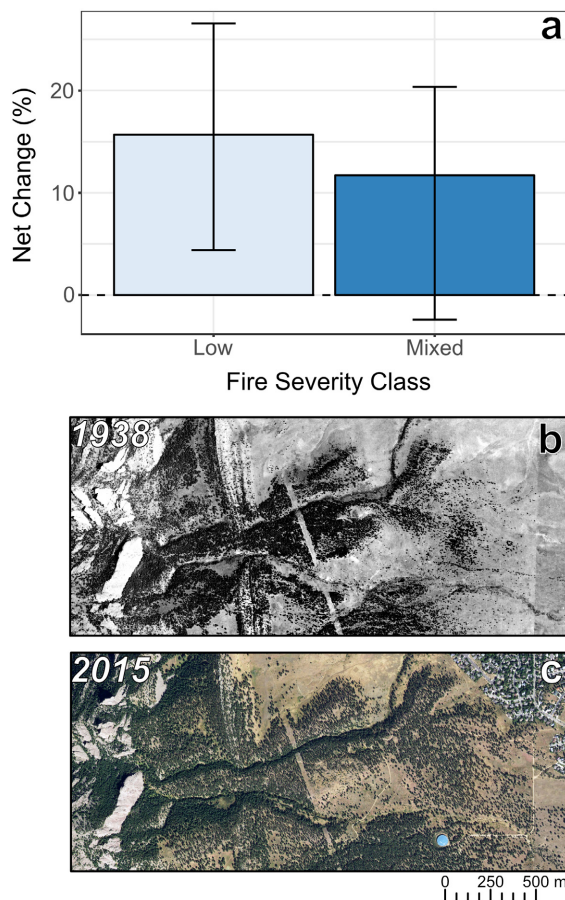 a
20
10
0
Net Change (%)
Low Mixed
Fire Severity Class
1938
b
2015
c
0 250 500 m